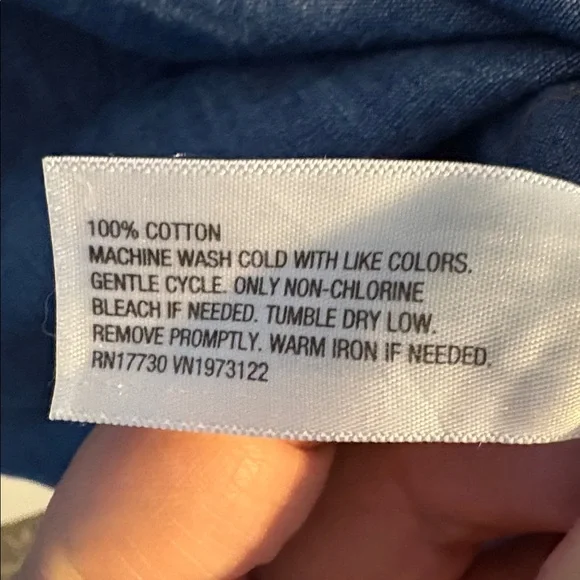 100% COTTON
MACHINE WASH COLD WITH LIKE COLORS.
GENTLE CYCLE. ONLY NON-CHLORINE
BLEACH IF NEEDED. TUMBLE DRY LOW.
REMOVE PROMPTLY. WARM IRON IF NEEDED.
RN17730 VN1973122